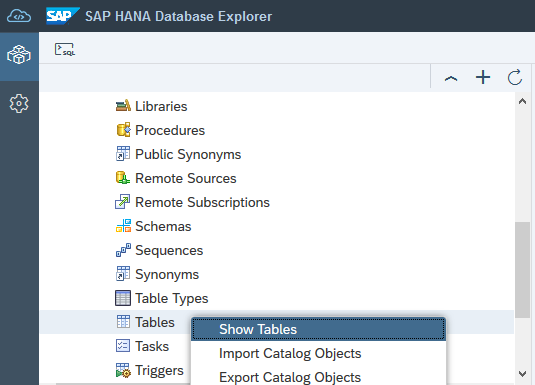 SAP SAP HANA Database Explorer
SQL
Libraries
Procedures
Public Synonyms
Remote Sources
Remote Subscriptions
Schemas
Sequences
Synonyms
Table Types
Tables
Show Tables
Import Catalog Objects
Tasks
Triggers
Export Catalog Objects